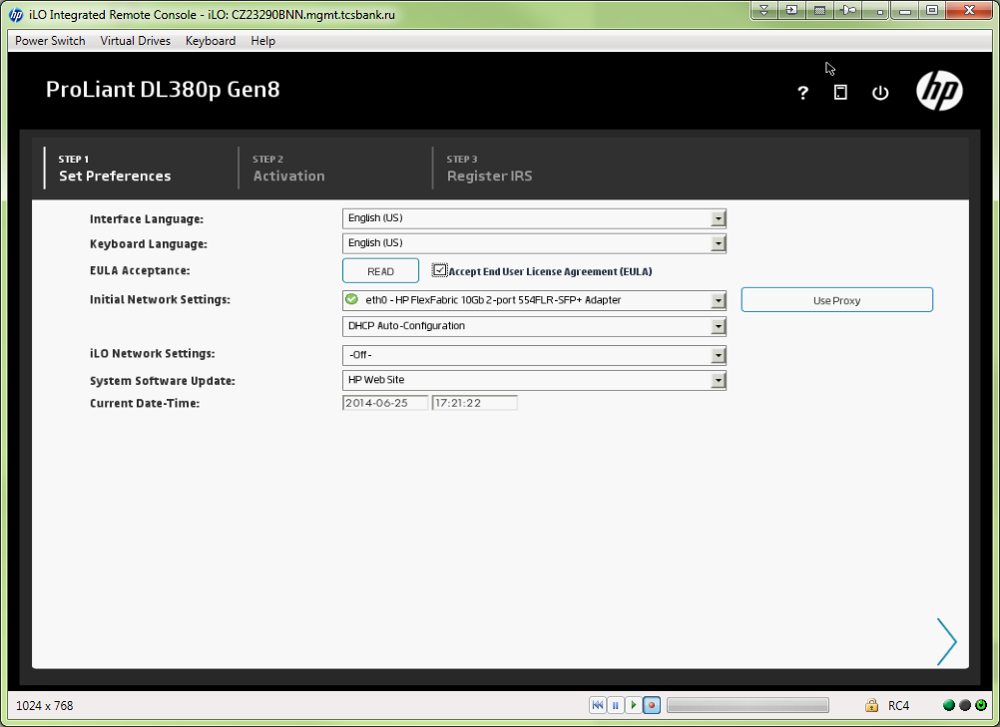 iLO Integrated Remote Console - iLO: CZ23290BNN.mgmt.tcsbank.ru
Power Switch Virtual Drives Keyboard Help
ProLiant DL380p Gen8
? hp
STEP 1 STEP 2 STEP 3
Set Preferences Activation Register IRS
Interface Language: English (US)
Keyboard Language: English (US)
EULA Acceptance: READ Accept End User License Agreement (EULA)
Initial Network Settings: eth0 - HP FlexFabric 10Gb 2-port 554FLR-SFP+ Adapter Use Proxy
DHCP Auto-Configuration
iLO Network Settings: -Off-
System Software Update: HP Web Site
Current Date-Time: 2014-06-25 17:21:22
1024 x 768 RC4